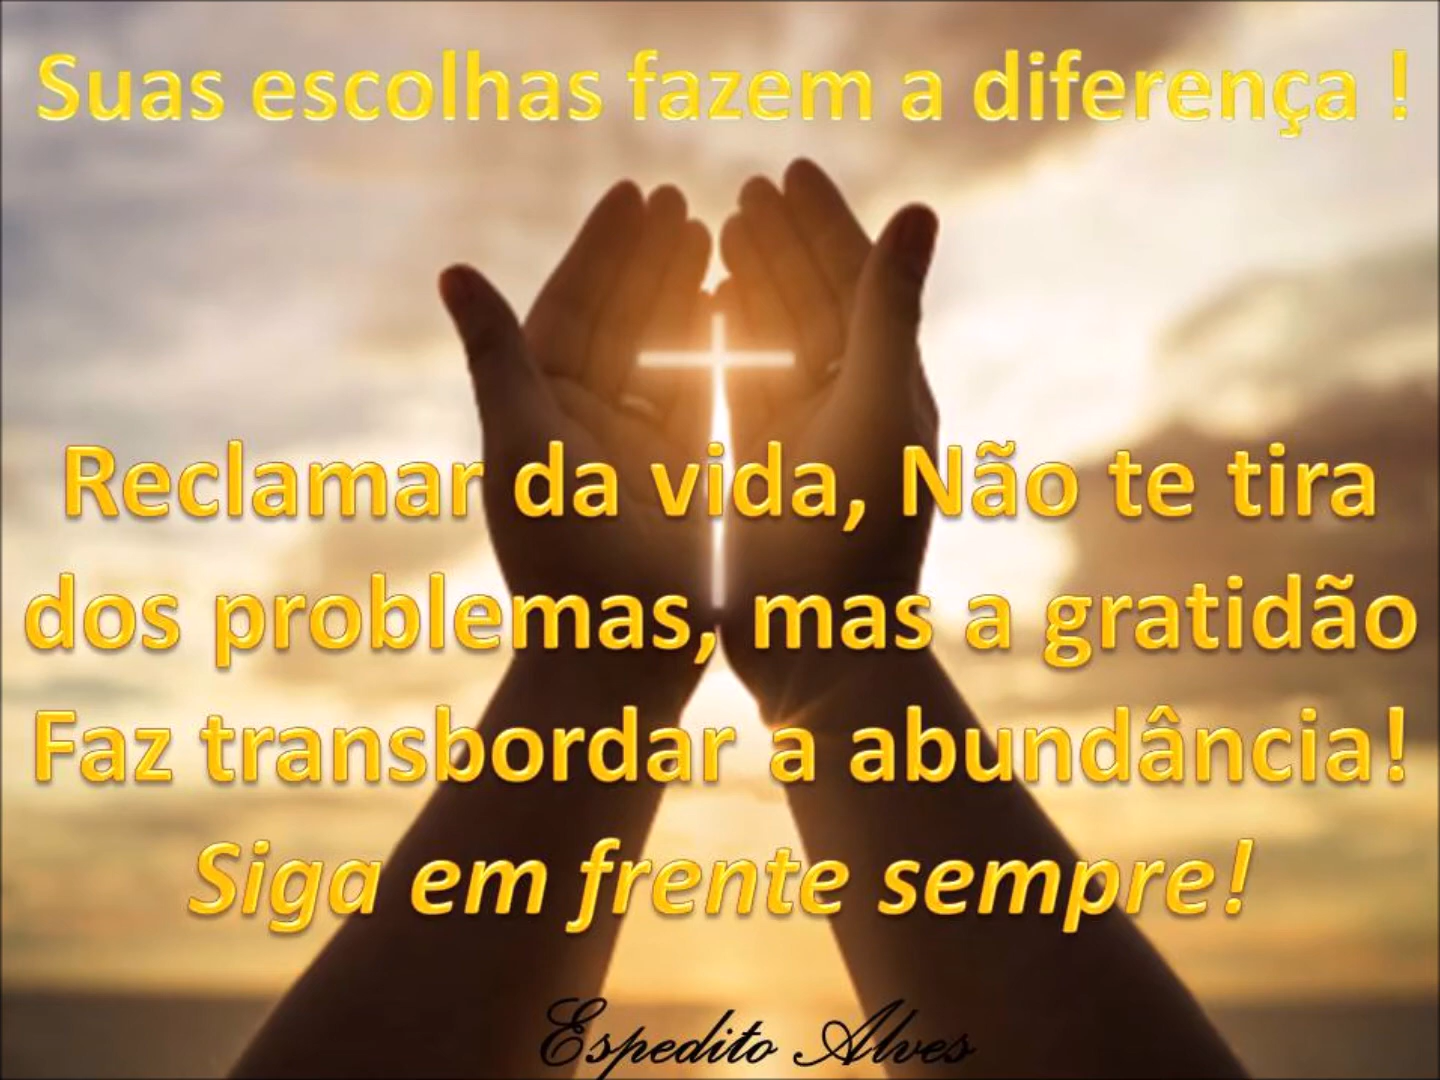 Suas escolhas fazem a diferença !
Reclamar da vida, Não te tira
dos problemas, mas a gratidão
Faz transbordar a abundância!
Siga em frente sempre!
Espedito Alves